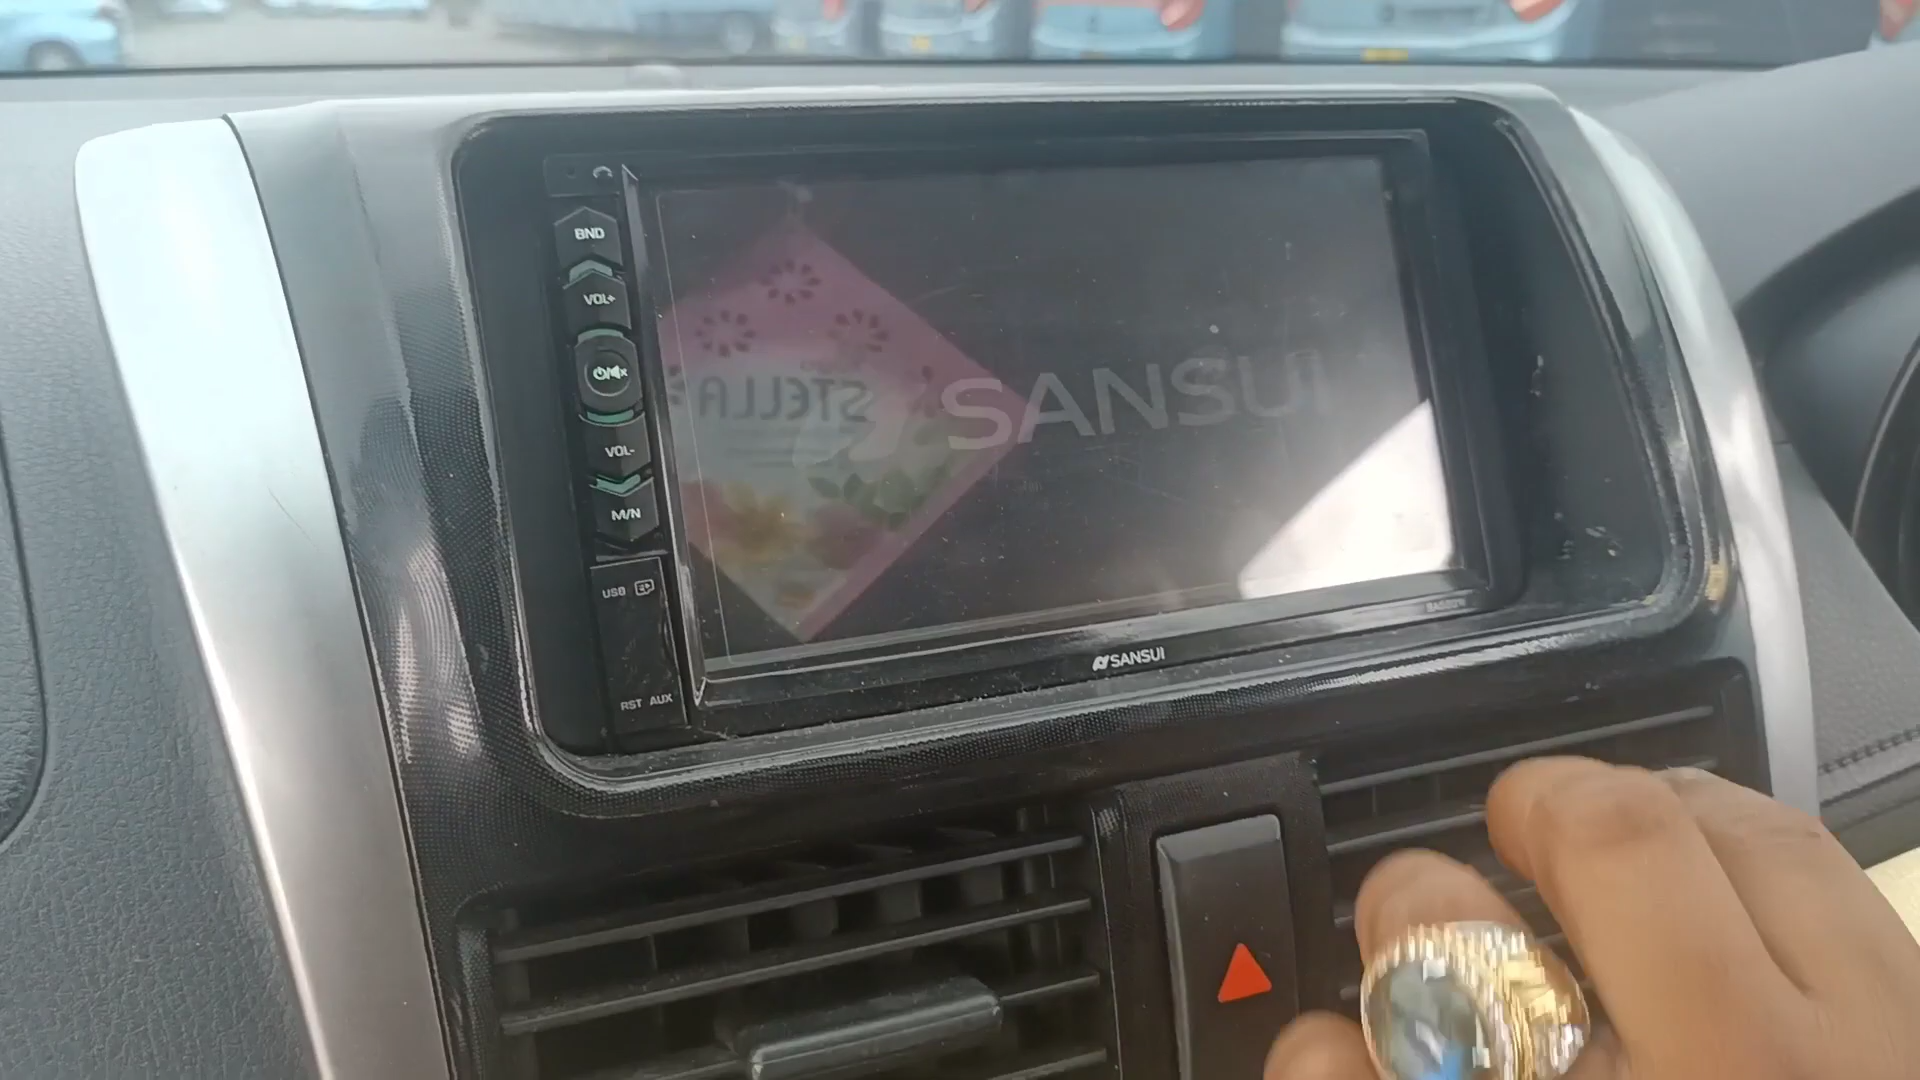 BND
VOL+
VOL-
M/N
USB
RST AUX
STELLA
SANSUI
SANSUI